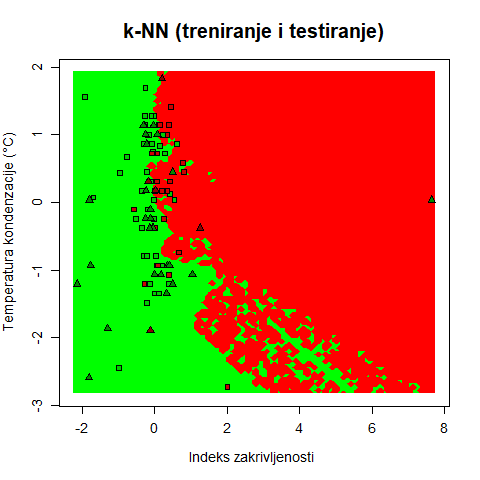 k-NN (treniranje i testiranje)
Temperatura kondenzacije (°C)
2
1
0
-1
-2
-3
-2 0 2 4 6 8
Indeks zakrivljenosti